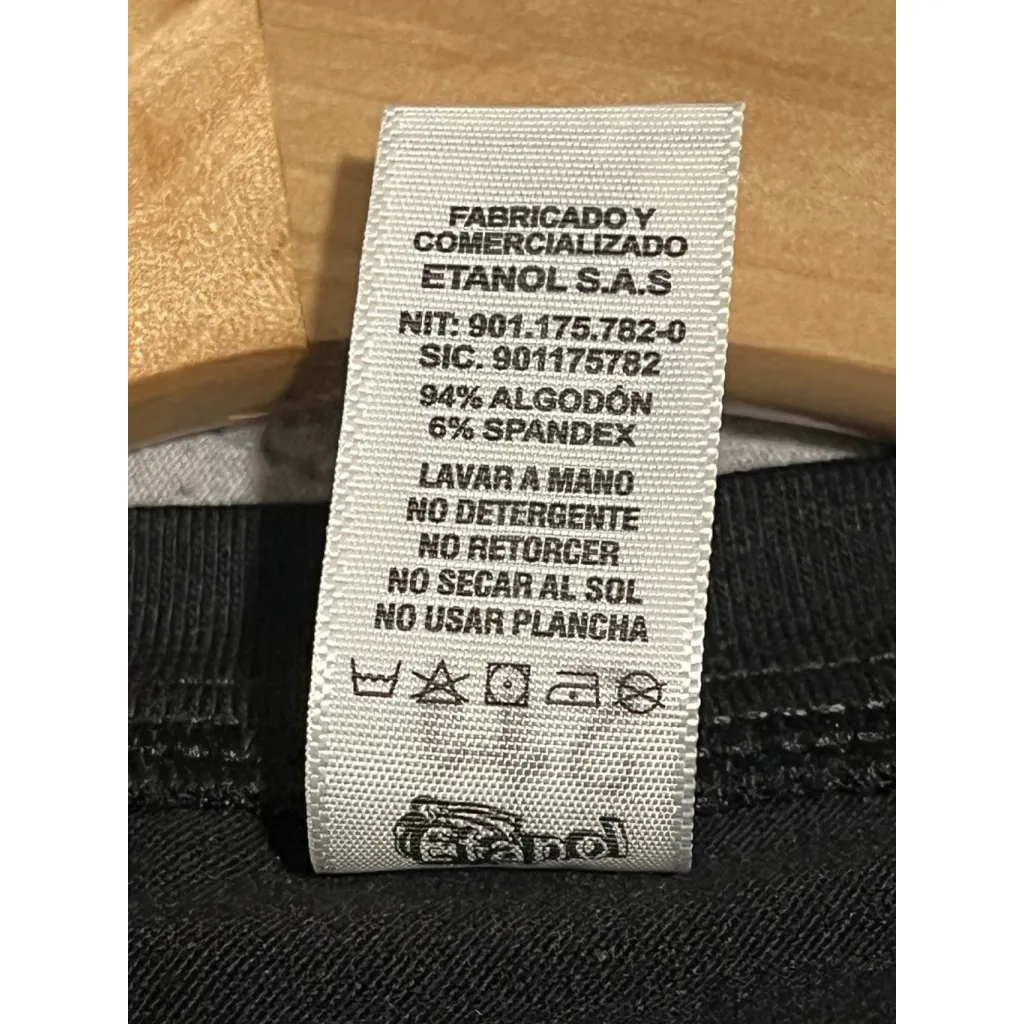 FABRICADO Y
COMERCIALIZADO
ETANOL S.A.S
NIT: 901.175.782-0
SIC. 901175782
94% ALGODÓN
6% SPANDEX
LAVAR A MANO
NO DETERGENTE
NO RETORCER
NO SECAR AL SOL
NO USAR PLANCHA
Etanol